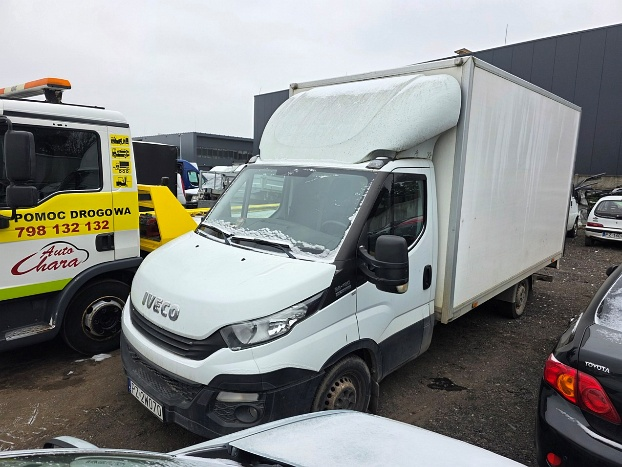 POMOC DROGOWA
798 132 132
Auto
Chara
IVECO
TOYOTA